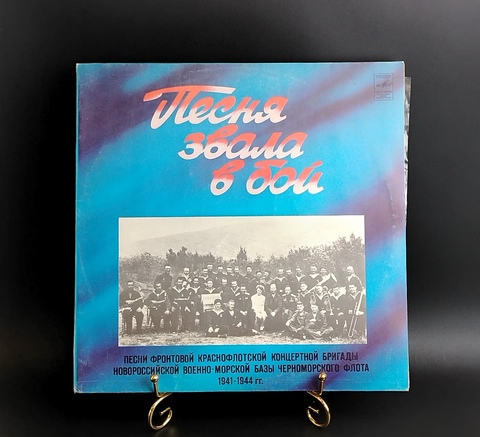 Песня
звала
в бой
ПЕСНИ ФРОНТОВОЙ КРАСНОФЛОТСКОЙ КОНЦЕРТНОЙ БРИГАДЫ
НОВОРОССИЙСКОЙ ВОЕННО-МОРСКОЙ БАЗЫ ЧЕРНОМОРСКОГО ФЛОТА
1941-1944 гг.